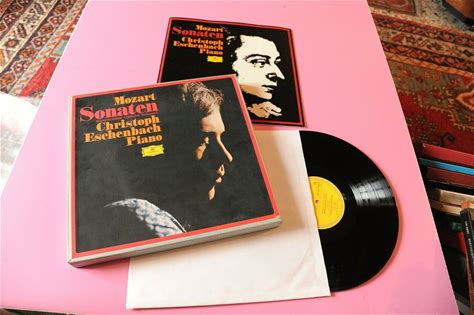 Mozart
Sonaten
Christoph
Eschenbach
Piano
Mozart
Sonaten
Christoph
Eschenbach
Piano